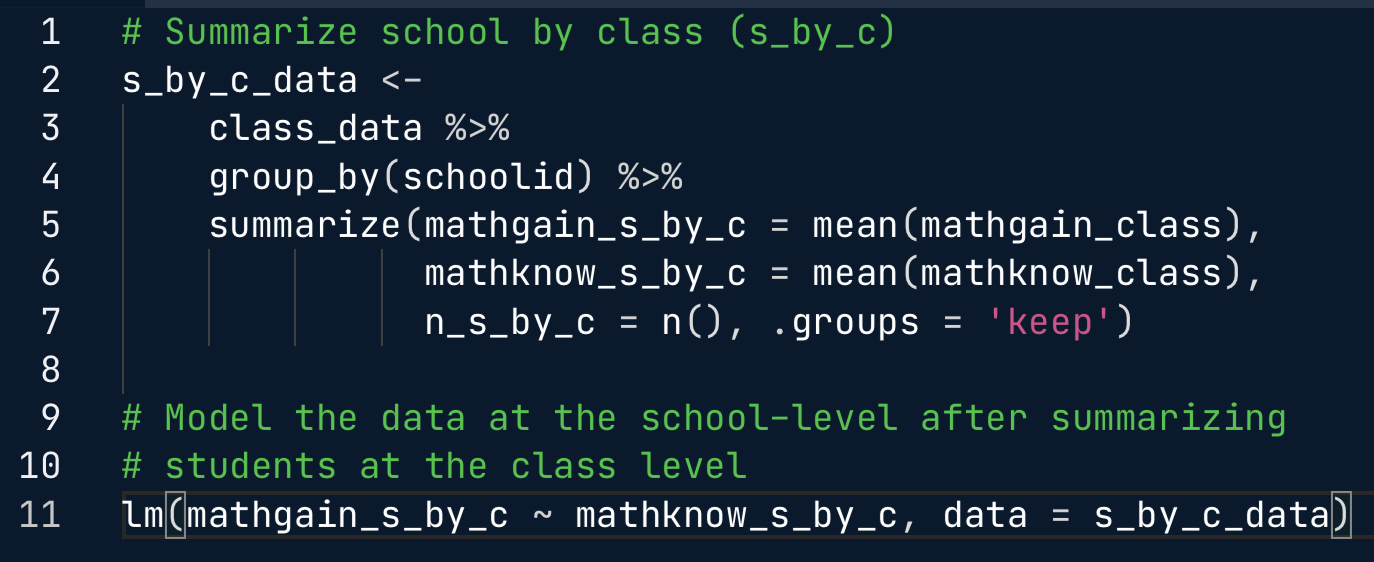 1 # Summarize school by class (s_by_c)
2 s_by_c_data <-
3     class_data %>%
4     group_by(schoolid) %>%
5     summarize(mathgain_s_by_c = mean(mathgain_class),
6               mathknow_s_by_c = mean(mathknow_class),
7               n_s_by_c = n(), .groups = 'keep')
8
9 # Model the data at the school-level after summarizing
10 # students at the class level
11 lm(mathgain_s_by_c ~ mathknow_s_by_c, data = s_by_c_data)